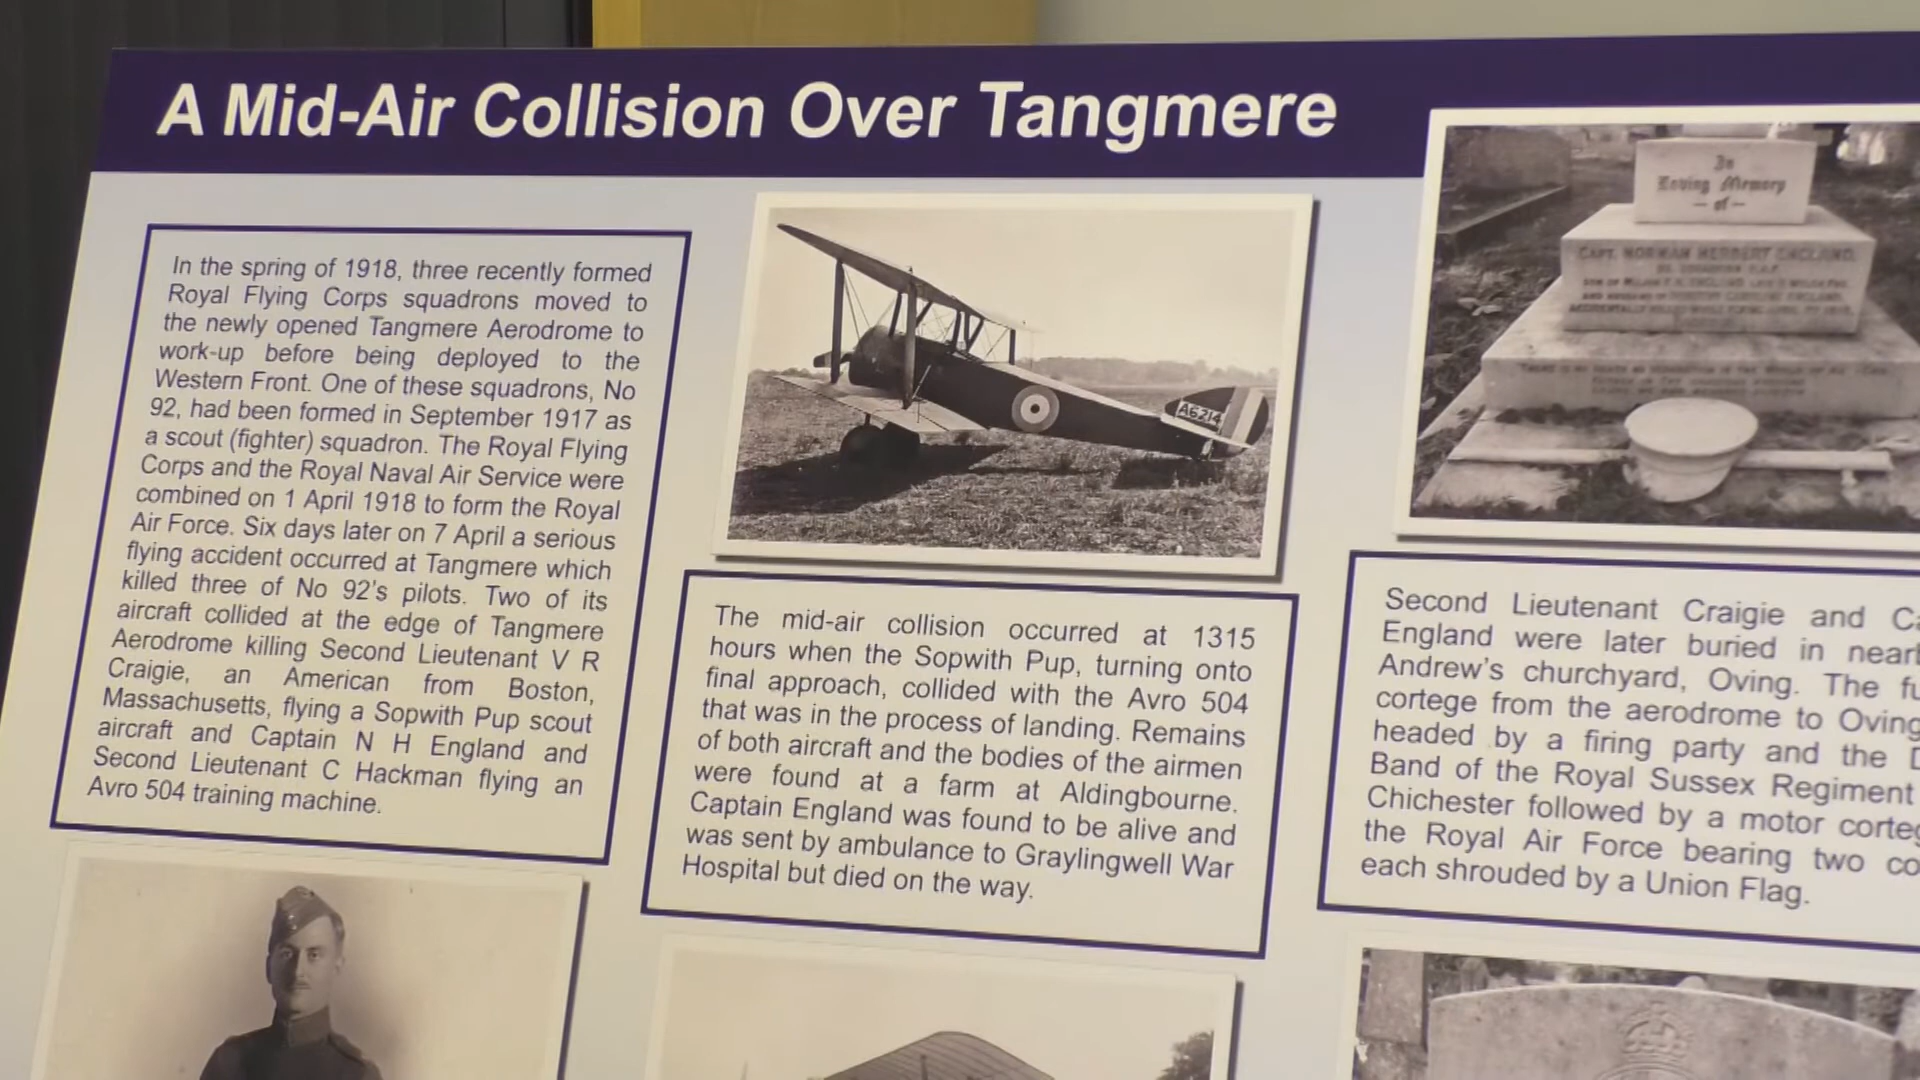 A Mid-Air Collision Over Tangmere
In the spring of 1918, three recently formed
Royal Flying Corps squadrons moved to
the newly opened Tangmere Aerodrome to
work-up before being deployed to the
Western Front. One of these squadrons, No
92, had been formed in September 1917 as
a scout (fighter) squadron. The Royal Flying
Corps and the Royal Naval Air Service were
combined on 1 April 1918 to form the Royal
Air Force. Six days later on 7 April a serious
flying accident occurred at Tangmere which
killed three of No 92's pilots. Two of its
aircraft collided at the edge of Tangmere
Aerodrome killing Second Lieutenant V R
Craigie, an American from Boston,
Massachusetts, flying a Sopwith Pup scout
aircraft and Captain N H England and
Second Lieutenant C Hackman flying an
Avro 504 training machine.
A6214
The mid-air collision occurred at 1315
hours when the Sopwith Pup, turning onto
final approach, collided with the Avro 504
that was in the process of landing. Remains
of both aircraft and the bodies of the airmen
were found at a farm at Aldingbourne.
Captain England was found to be alive and
was sent by ambulance to Graylingwell War
Hospital but died on the way.
In
Loving Memory
of
CAPT. NORMAN HERBERT ENGLAND,
Second Lieutenant Craigie and Ca
England were later buried in near
Andrew's churchyard, Oving. The fu
cortege from the aerodrome to Oving
headed by a firing party and the D
Band of the Royal Sussex Regiment
Chichester followed by a motor corteg
the Royal Air Force bearing two co
each shrouded by a Union Flag.